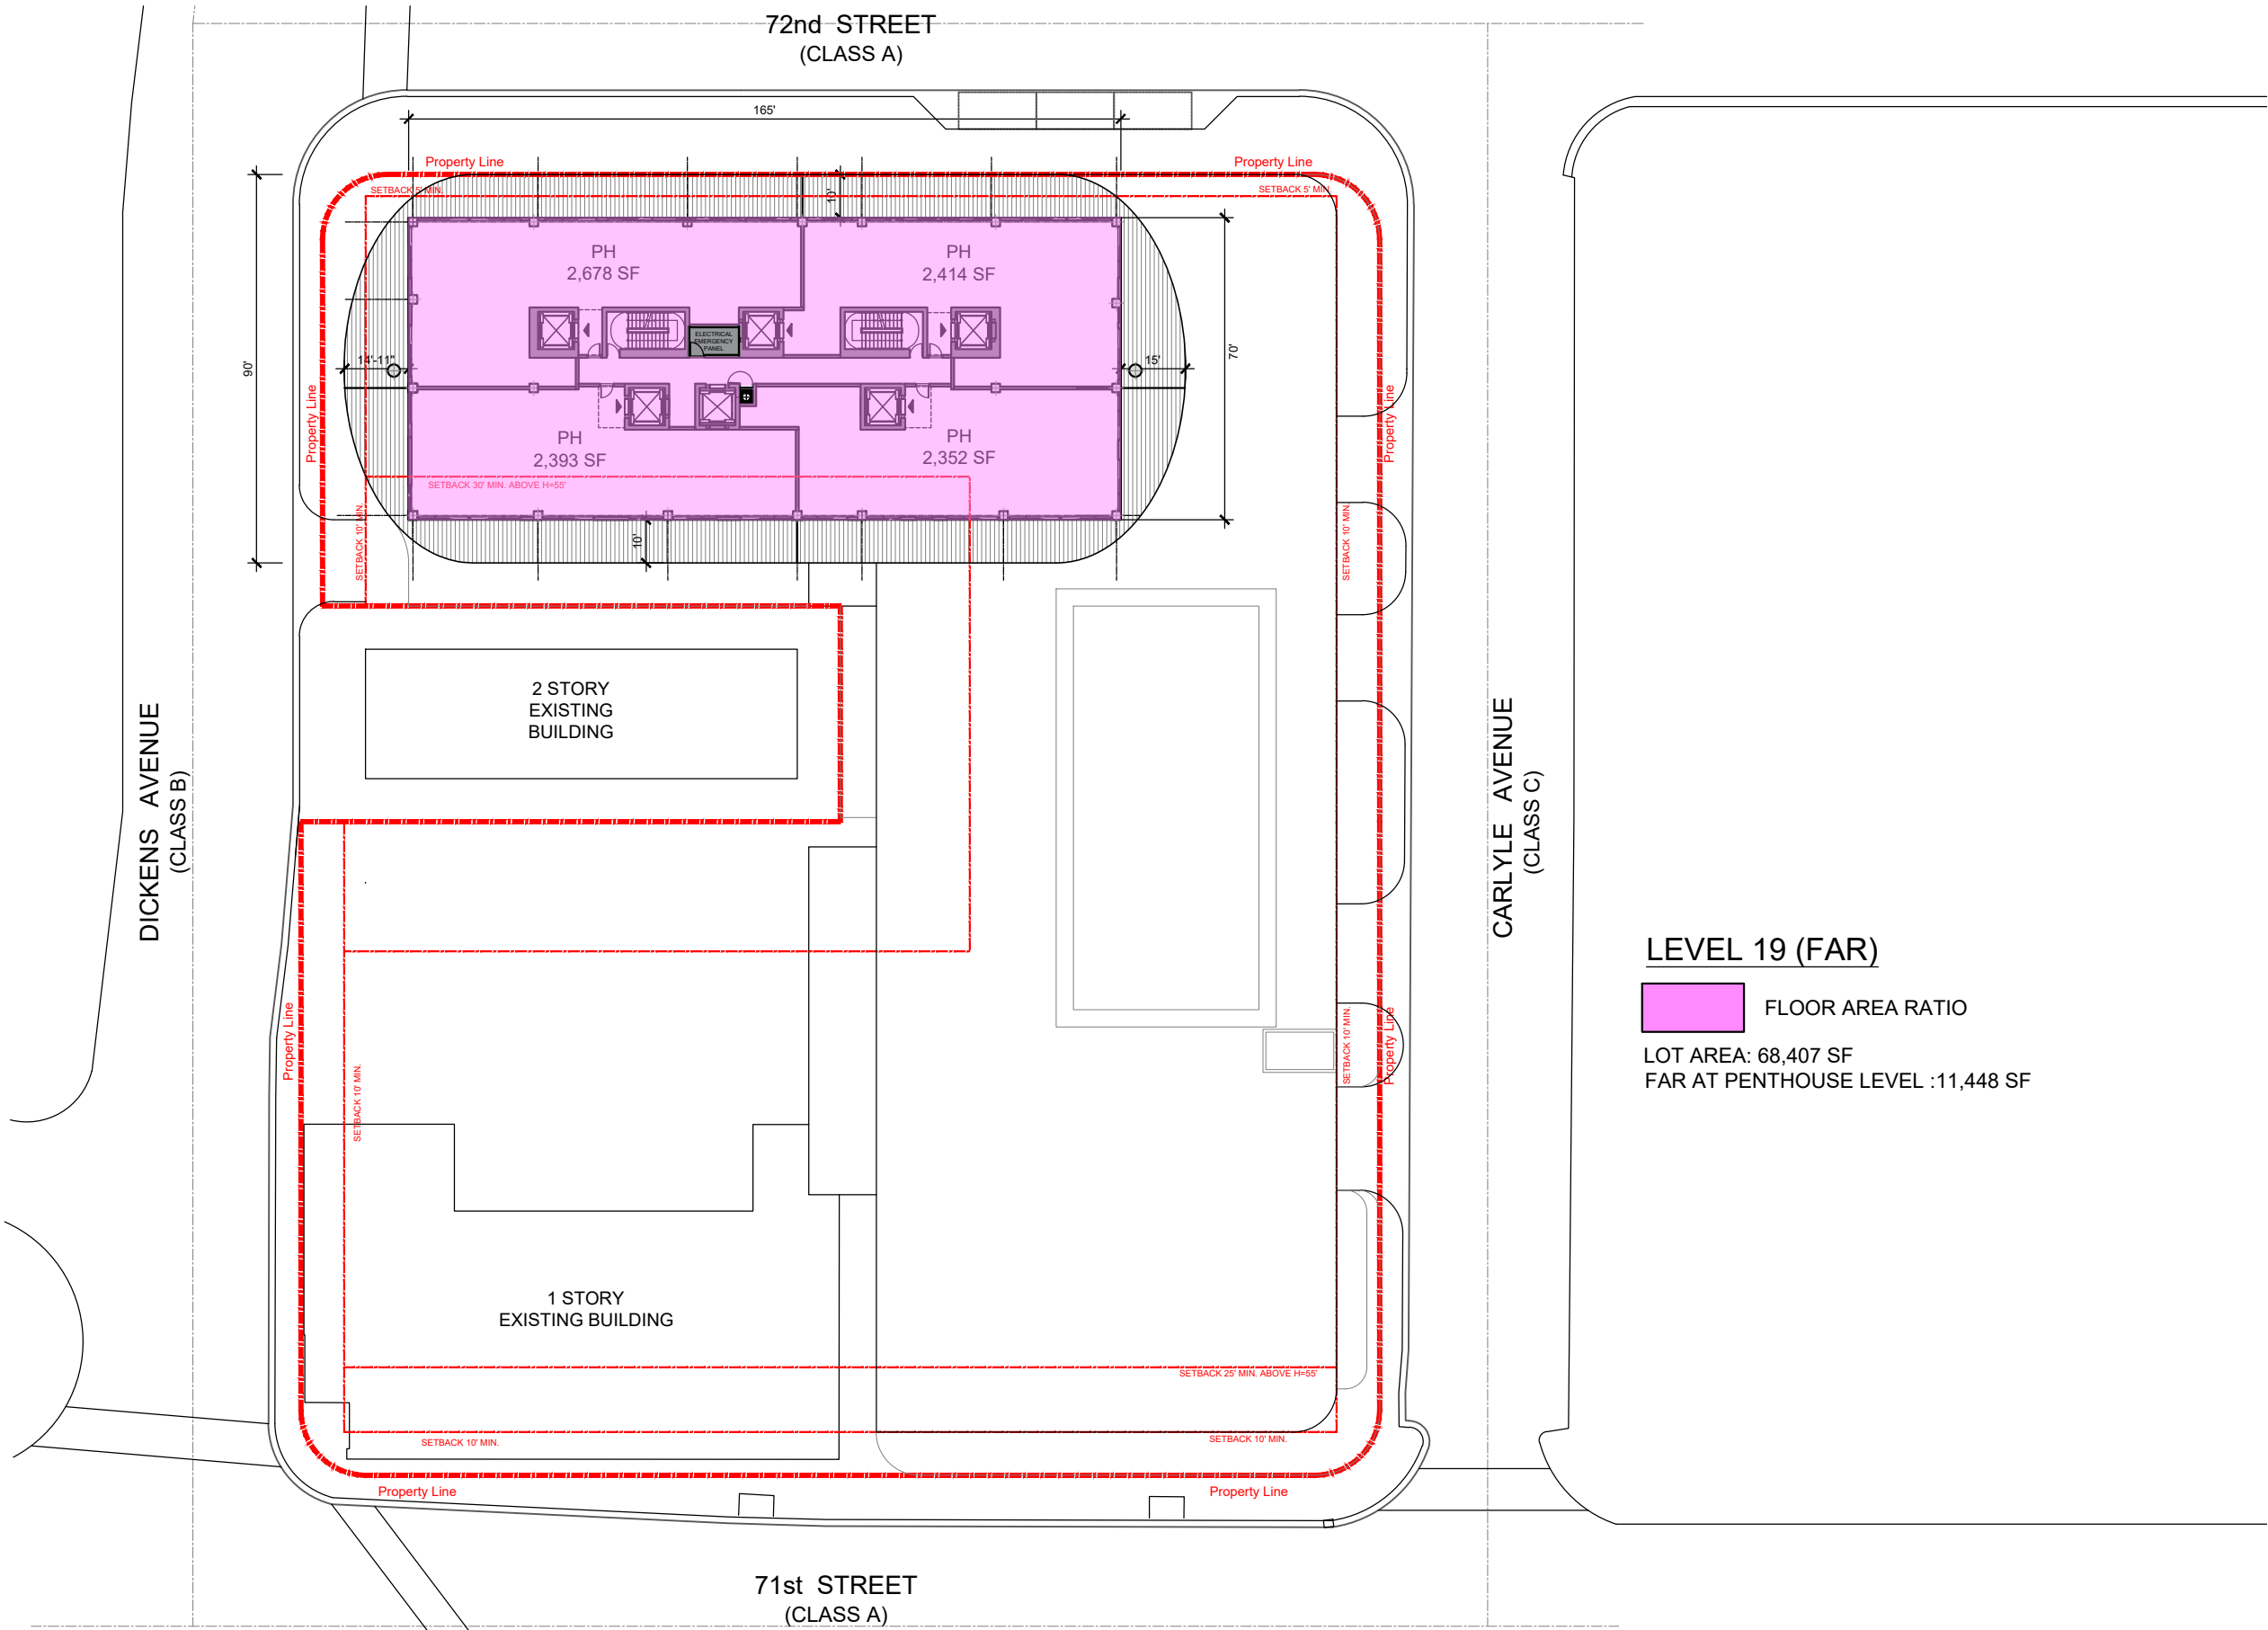 72nd STREET
(CLASS A)
165'
Property Line
Property Line
SETBACK 5' MIN.
SETBACK 5' MIN.
10'
PH
2,678 SF
PH
2,414 SF
ELECTRICAL
EMERGENCY
PANEL
90'
14'-11"
15'
70'
Property Line
Property Line
PH
2,393 SF
PH
2,352 SF
SETBACK 30' MIN. ABOVE H=55'
SETBACK 10' MIN.
SETBACK 10' MIN.
10'
2 STORY
EXISTING
BUILDING
DICKENS AVENUE
(CLASS B)
CARLYLE AVENUE
(CLASS C)
LEVEL 19 (FAR)
FLOOR AREA RATIO
LOT AREA: 68,407 SF
FAR AT PENTHOUSE LEVEL :11,448 SF
Property Line
SETBACK 10' MIN.
SETBACK 10' MIN.
Property Line
1 STORY
EXISTING BUILDING
SETBACK 25' MIN. ABOVE H=55'
SETBACK 10' MIN.
SETBACK 10' MIN.
Property Line
Property Line
71st STREET
(CLASS A)